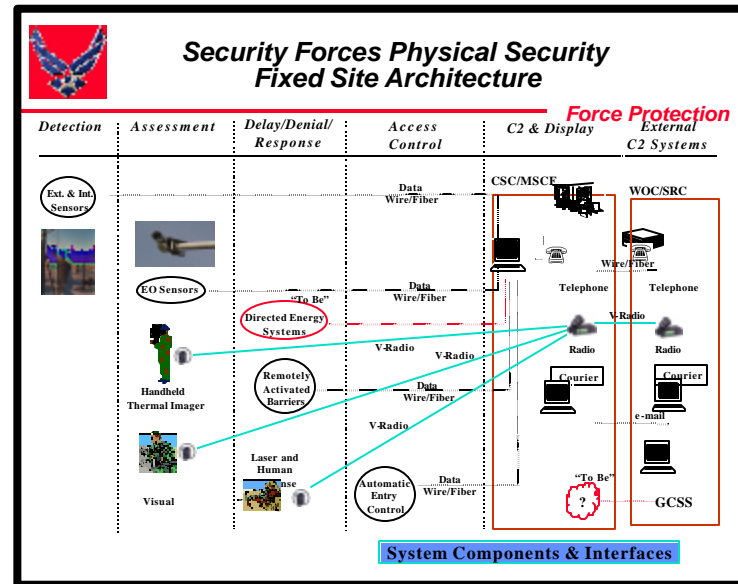 Security Forces Physical Security
Fixed Site Architecture
Force Protection
Detection
Assessment
Delay/Denial/
Response
Access
Control
C2 & Display
External
C2 Systems
CSC/MSCF
WOC/SRC
Ext. & Int.
Sensors
Data
Wire/Fiber
EO Sensors
Data
Wire/Fiber
Wire/Fiber
Telephone
Telephone
“To Be”
Directed Energy
Systems
V-Radio
V-Radio
V-Radio
Radio
Radio
Handheld
Thermal Imager
Remotely
Activated
Barriers
Data
Wire/Fiber
Courier
Courier
V-Radio
e-mail
Visual
Laser and
Human
Automatic
Entry
Control
Data
Wire/Fiber
“To Be”
?
GCSS
System Components & Interfaces